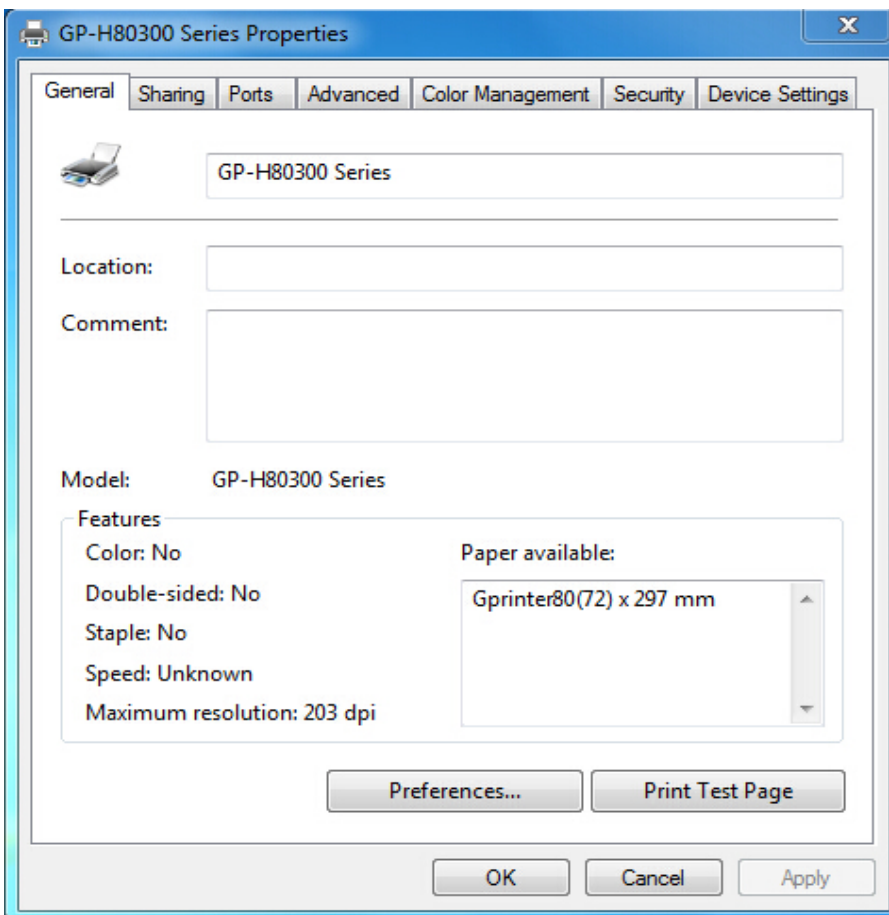 GP-H80300 Series Properties
General Sharing Ports Advanced Color Management Security Device Settings
GP-H80300 Series
Location:
Comment:
Model: GP-H80300 Series
Features
Color: No
Double-sided: No
Staple: No
Speed: Unknown
Maximum resolution: 203 dpi
Paper available:
Gprinter80(72) x 297 mm
Preferences... Print Test Page
OK Cancel Apply